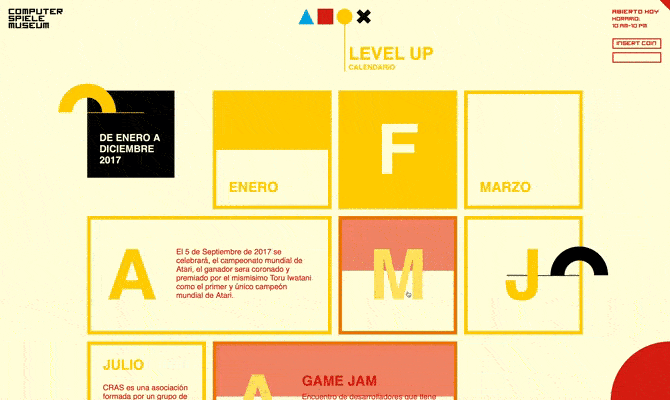 COMPUTER
SPIELE
MUSEUM
ABIERTO HOY
HORARIO:
10 AM-10 PM
INSERT COIN
LEVEL UP
CALENDARIO
DE ENERO A
DICIEMBRE
2017
ENERO
F
MARZO
A
El 5 de Septiembre de 2017 se
celebrará, el campeonato mundial de
Atari, el ganador sera coronado y
premiado por el mismísimo Toru Iwatani
como el primer y único campeón
mundial de Atari.
M
J
JULIO
CRAS es una asociación
formada por un grupo de
A
GAME JAM
Encuentro de desarrolladores que tiene